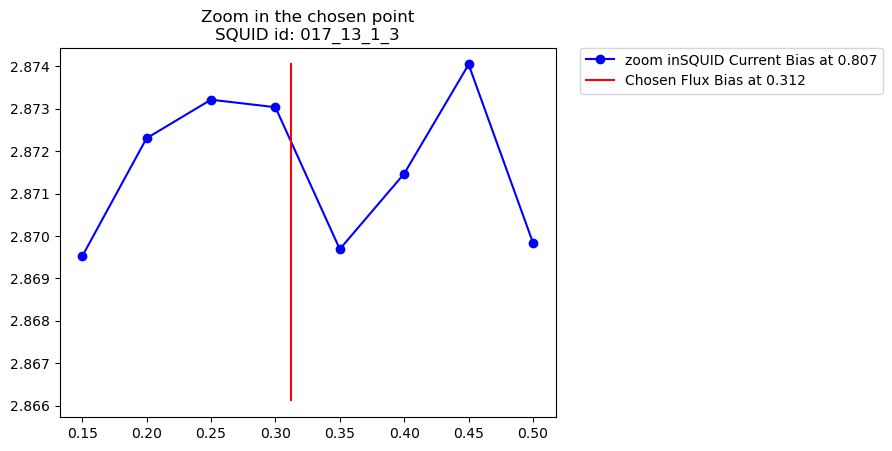 Zoom in the chosen point
SQUID id: 017_13_1_3
zoom inSQUID Current Bias at 0.807
Chosen Flux Bias at 0.312
2.874
2.873
2.872
2.871
2.870
2.869
2.868
2.867
2.866
0.15 0.20 0.25 0.30 0.35 0.40 0.45 0.50